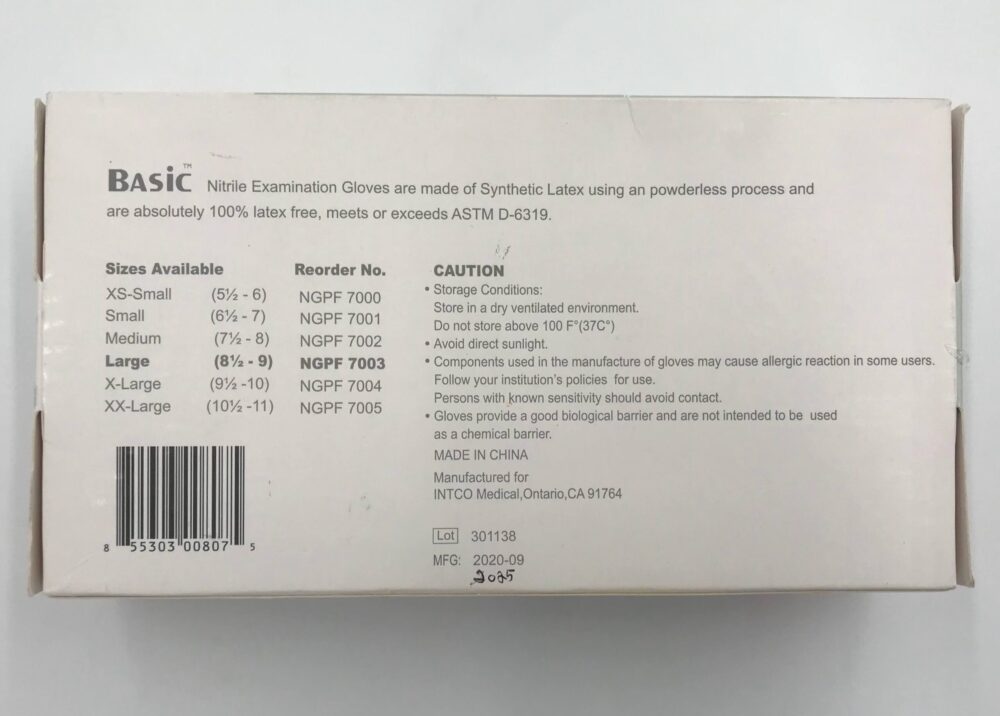 BASiC™ Nitrile Examination Gloves are made of Synthetic Latex using an powderless process and
are absolutely 100% latex free, meets or exceeds ASTM D-6319.
Sizes Available Reorder No.
XS-Small (5½ - 6) NGPF 7000
Small (6½ - 7) NGPF 7001
Medium (7½ - 8) NGPF 7002
Large (8½ - 9) NGPF 7003
X-Large (9½ -10) NGPF 7004
XX-Large (10½ -11) NGPF 7005
8 55303 00807 5
CAUTION
• Storage Conditions:
Store in a dry ventilated environment.
Do not store above 100 F°(37C°)
• Avoid direct sunlight.
• Components used in the manufacture of gloves may cause allergic reaction in some users.
Follow your institution's policies for use.
Persons with known sensitivity should avoid contact.
• Gloves provide a good biological barrier and are not intended to be used
as a chemical barrier.
MADE IN CHINA
Manufactured for
INTCO Medical,Ontario,CA 91764
Lot 301138
MFG: 2020-09
2025